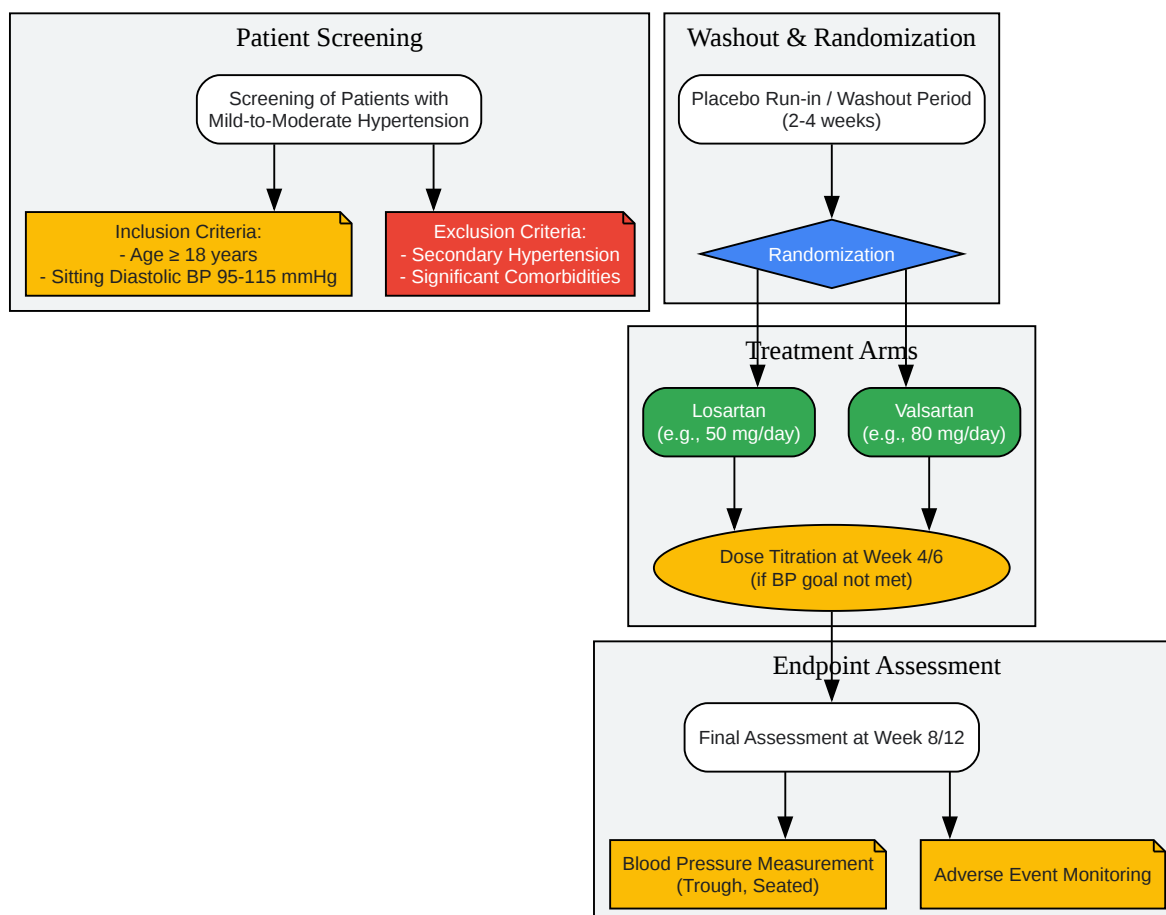 Patient Screening
Screening of Patients with
Mild-to-Moderate Hypertension
Inclusion Criteria:
- Age ≥ 18 years
- Sitting Diastolic BP 95-115 mmHg
Exclusion Criteria:
- Secondary Hypertension
- Significant Comorbidities
Washout & Randomization
Placebo Run-in / Washout Period
(2-4 weeks)
Randomization
Treatment Arms
Losartan
(e.g., 50 mg/day)
Valsartan
(e.g., 80 mg/day)
Dose Titration at Week 4/6
(if BP goal not met)
Endpoint Assessment
Final Assessment at Week 8/12
Blood Pressure Measurement
(Trough, Seated)
Adverse Event Monitoring